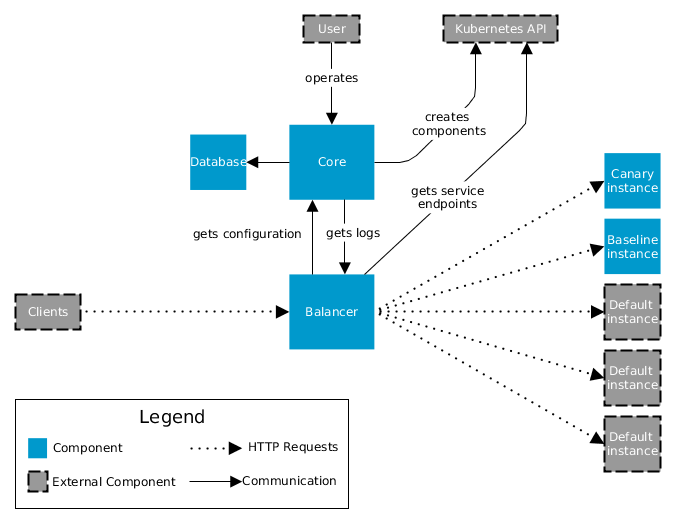 User
Kubernetes API
operates
creates
components
Database
Core
Canary
instance
gets service
endpoints
gets configuration
gets logs
Baseline
instance
Clients
Balancer
Default
instance
Default
instance
Default
instance
Legend
Component
HTTP Requests
External Component
Communication